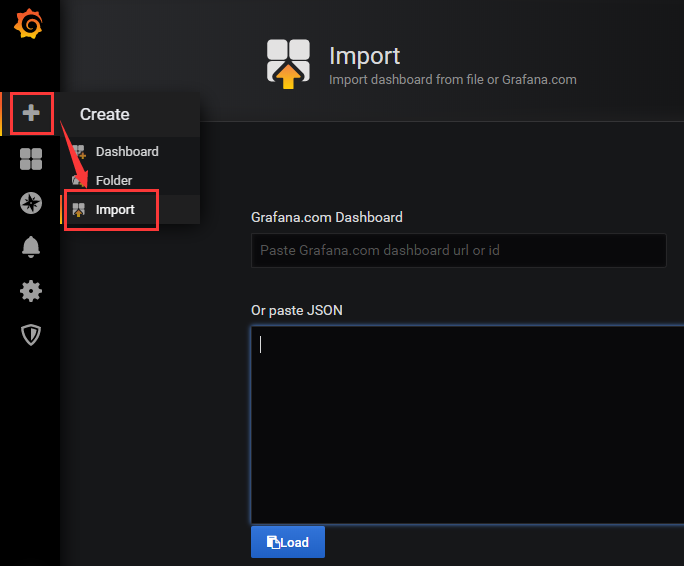 Import
Import dashboard from file or Grafana.com
Create
Dashboard
Folder
Import
Grafana.com Dashboard
Paste Grafana.com dashboard url or id
Or paste JSON
Load